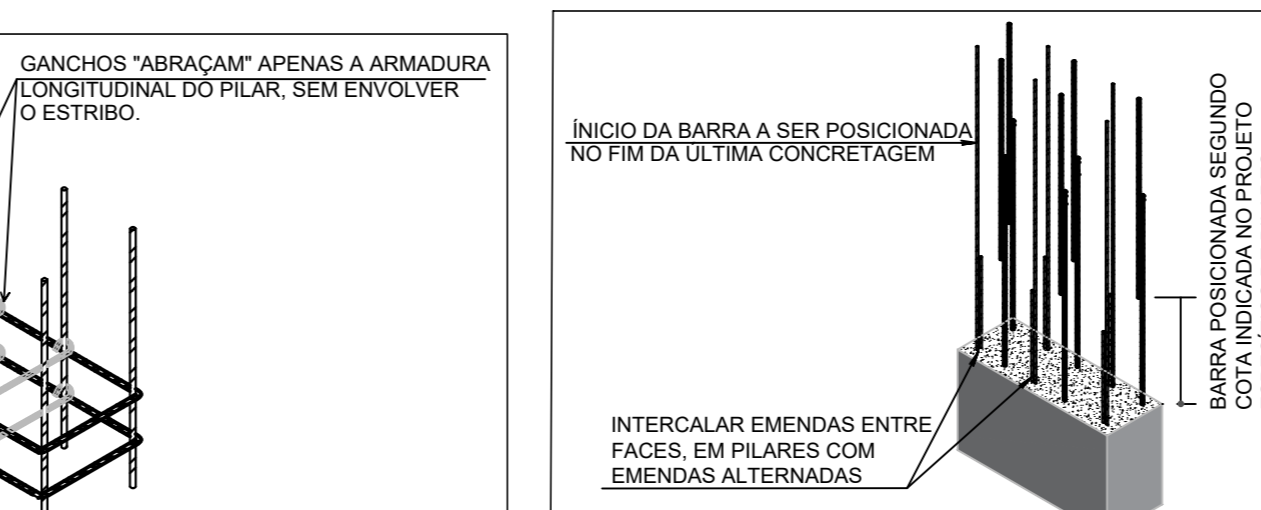 GANCHOS "ABRAÇAM" APENAS A ARMADURA
LONGITUDINAL DO PILAR, SEM ENVOLVER
O ESTRIBO.
ÍNICIO DA BARRA A SER POSICIONADA
NO FIM DA ÚLTIMA CONCRETAGEM
INTERCALAR EMENDAS ENTRE
FACES, EM PILARES COM
EMENDAS ALTERNADAS
BARRA POSICIONADA SEGUNDO
COTA INDICADA NO PROJETO